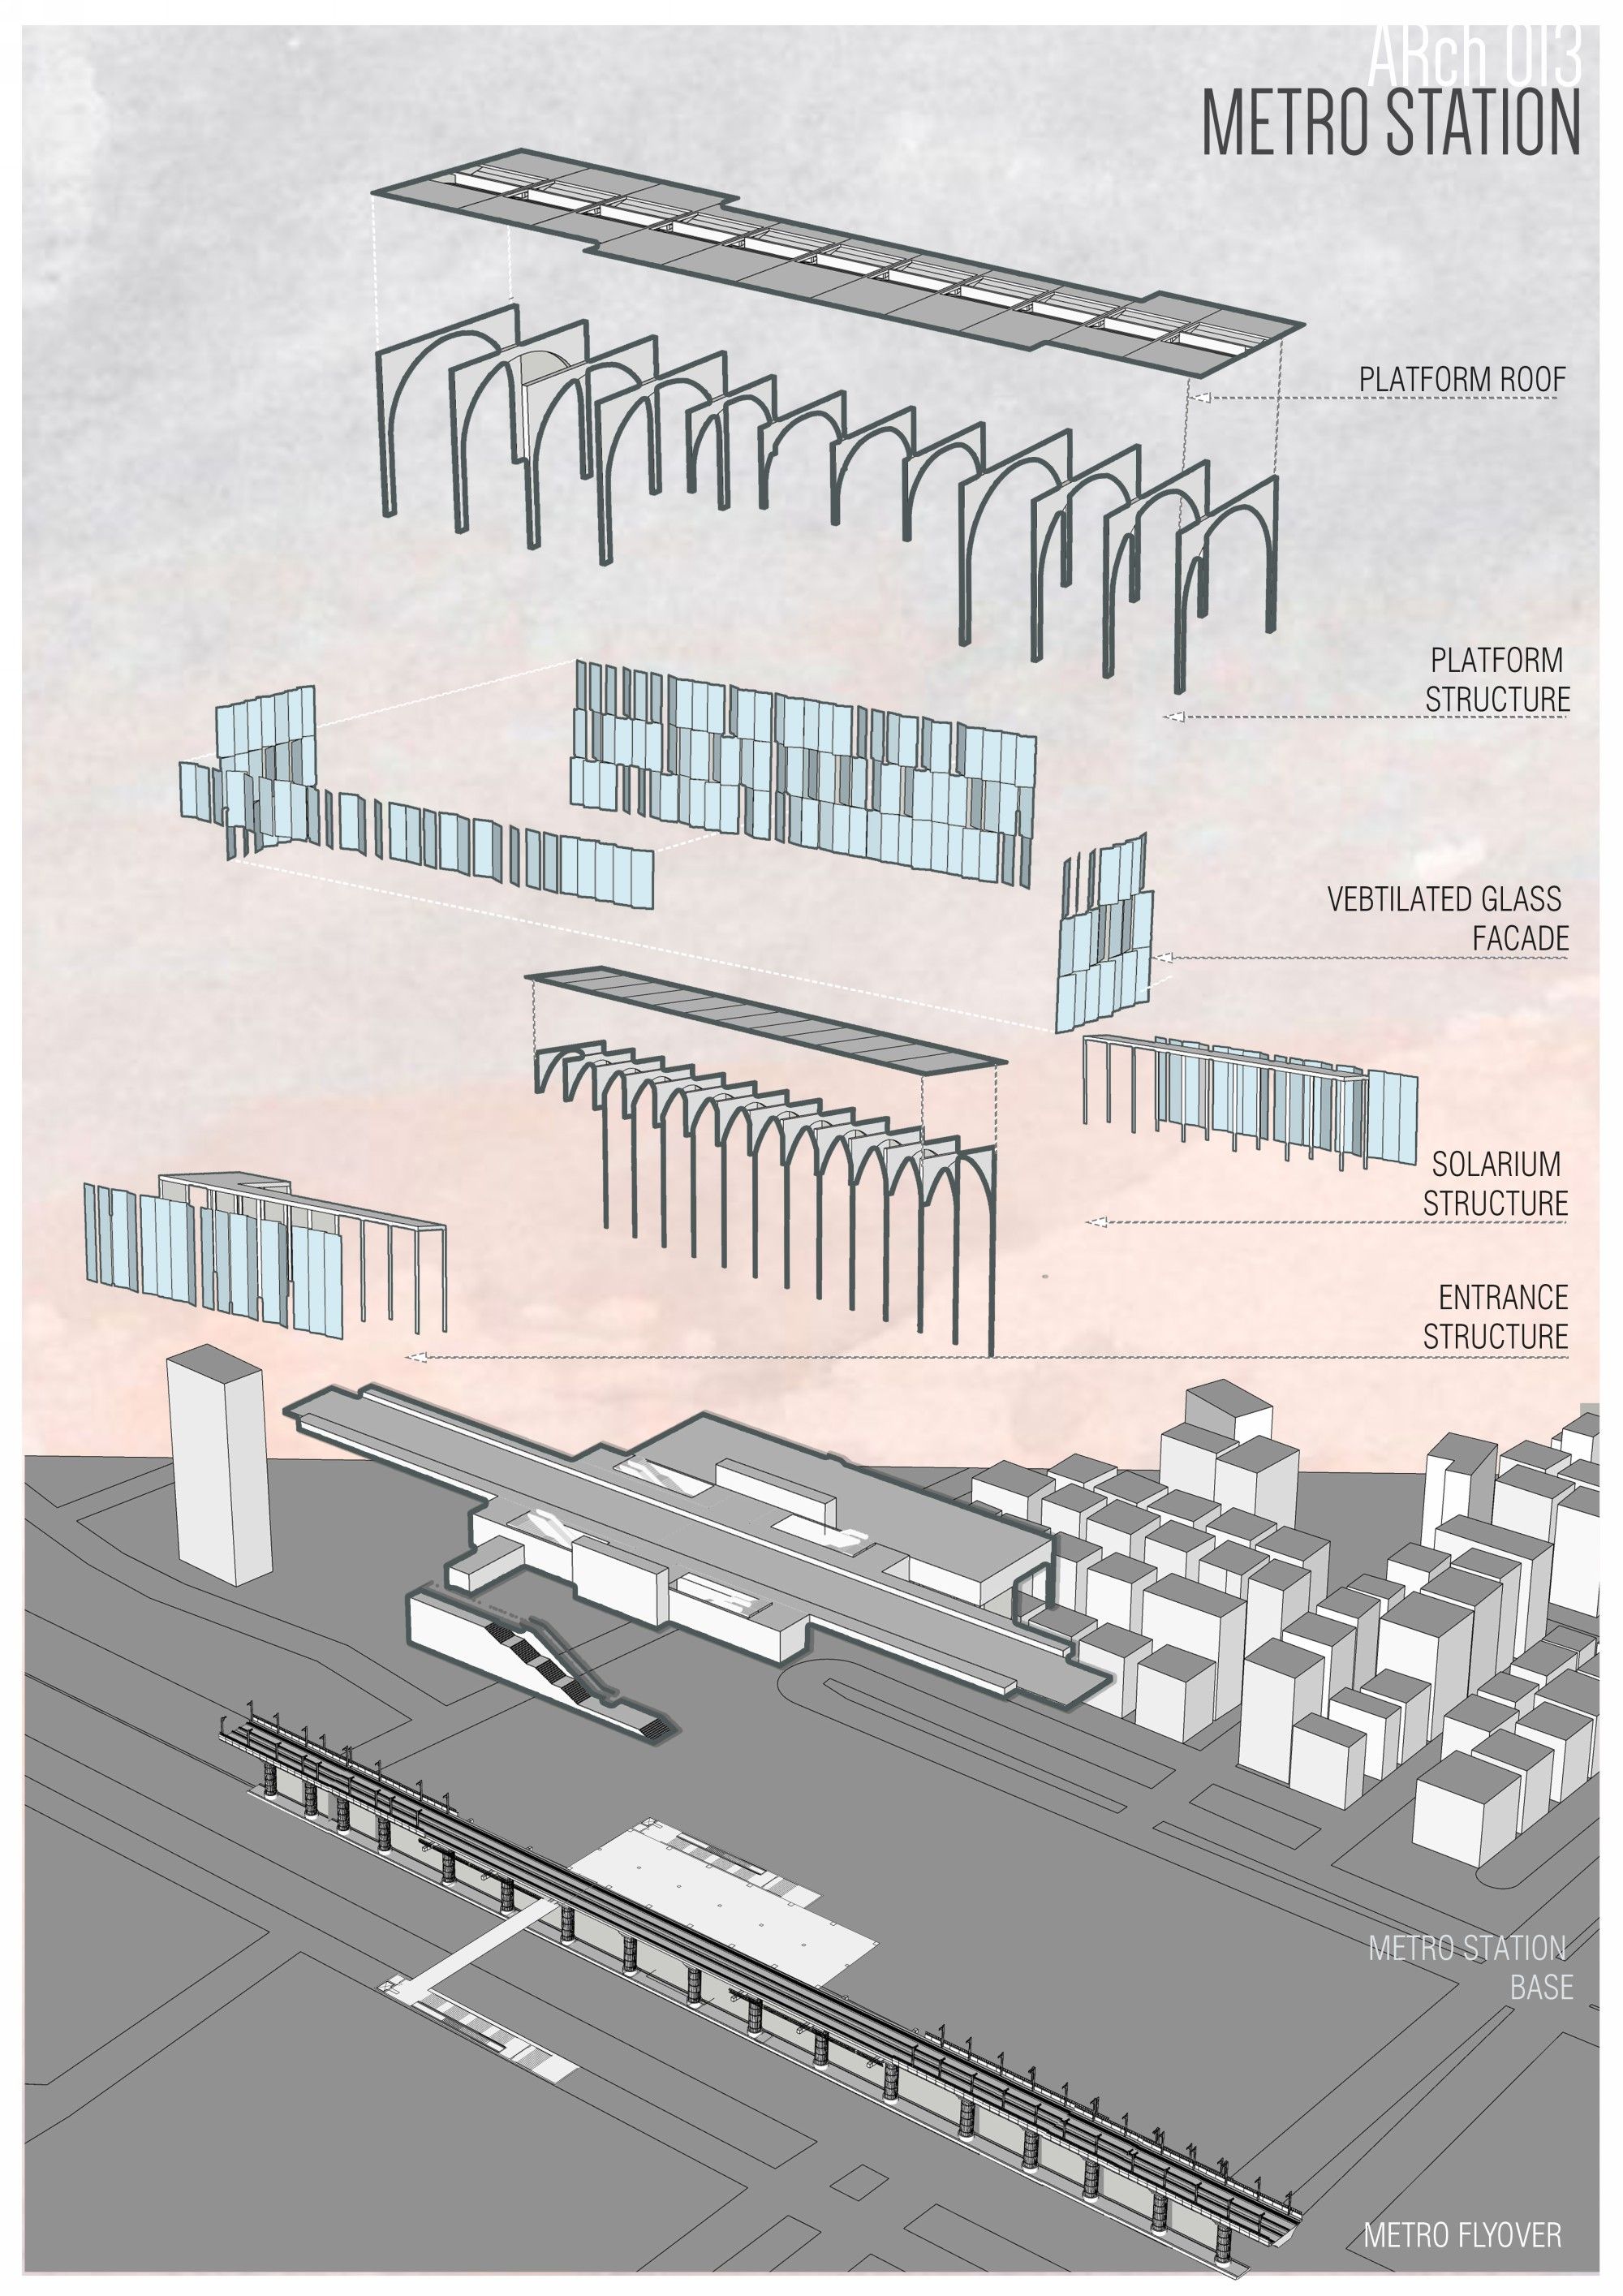 ARch 013
METRO STATION
PLATFORM ROOF
PLATFORM
STRUCTURE
VEBTILATED GLASS
FACADE
SOLARIUM
STRUCTURE
ENTRANCE
STRUCTURE
METRO STATION
BASE
METRO FLYOVER